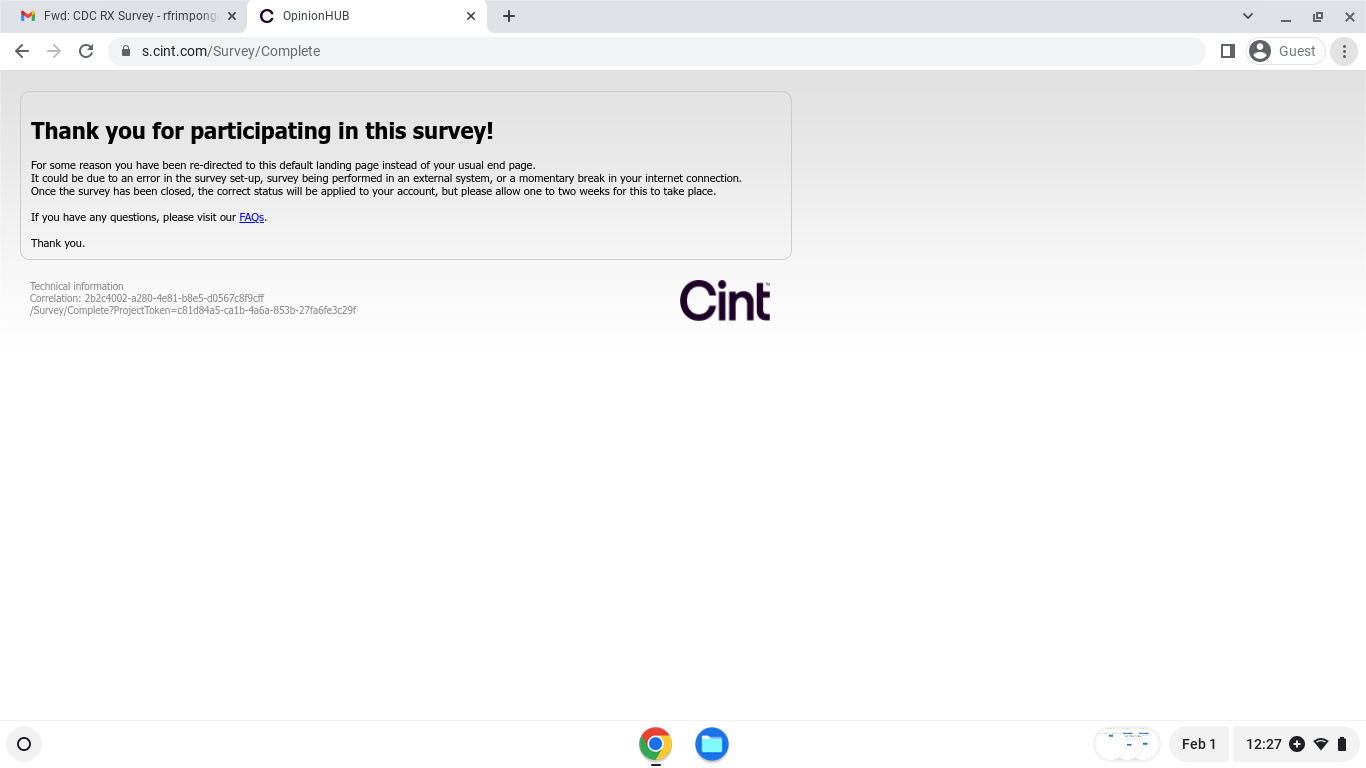 Fwd: CDC RX Survey - rfrimpong
OpinionHUB
s.cint.com/Survey/Complete
Guest
Thank you for participating in this survey!
For some reason you have been re-directed to this default landing page instead of your usual end page.
It could be due to an error in the survey set-up, survey being performed in an external system, or a momentary break in your internet connection.
Once the survey has been closed, the correct status will be applied to your account, but please allow one to two weeks for this to take place.
If you have any questions, please visit our FAQs.
Thank you.
Technical information
Correlation: 2b2c4002-a280-4e81-b8e5-d0567c8f9cff
/Survey/Complete?ProjectToken=c81d84a5-ca1b-4a6a-853b-27fa6fe3c29f
Cint™
Feb 1
12:27